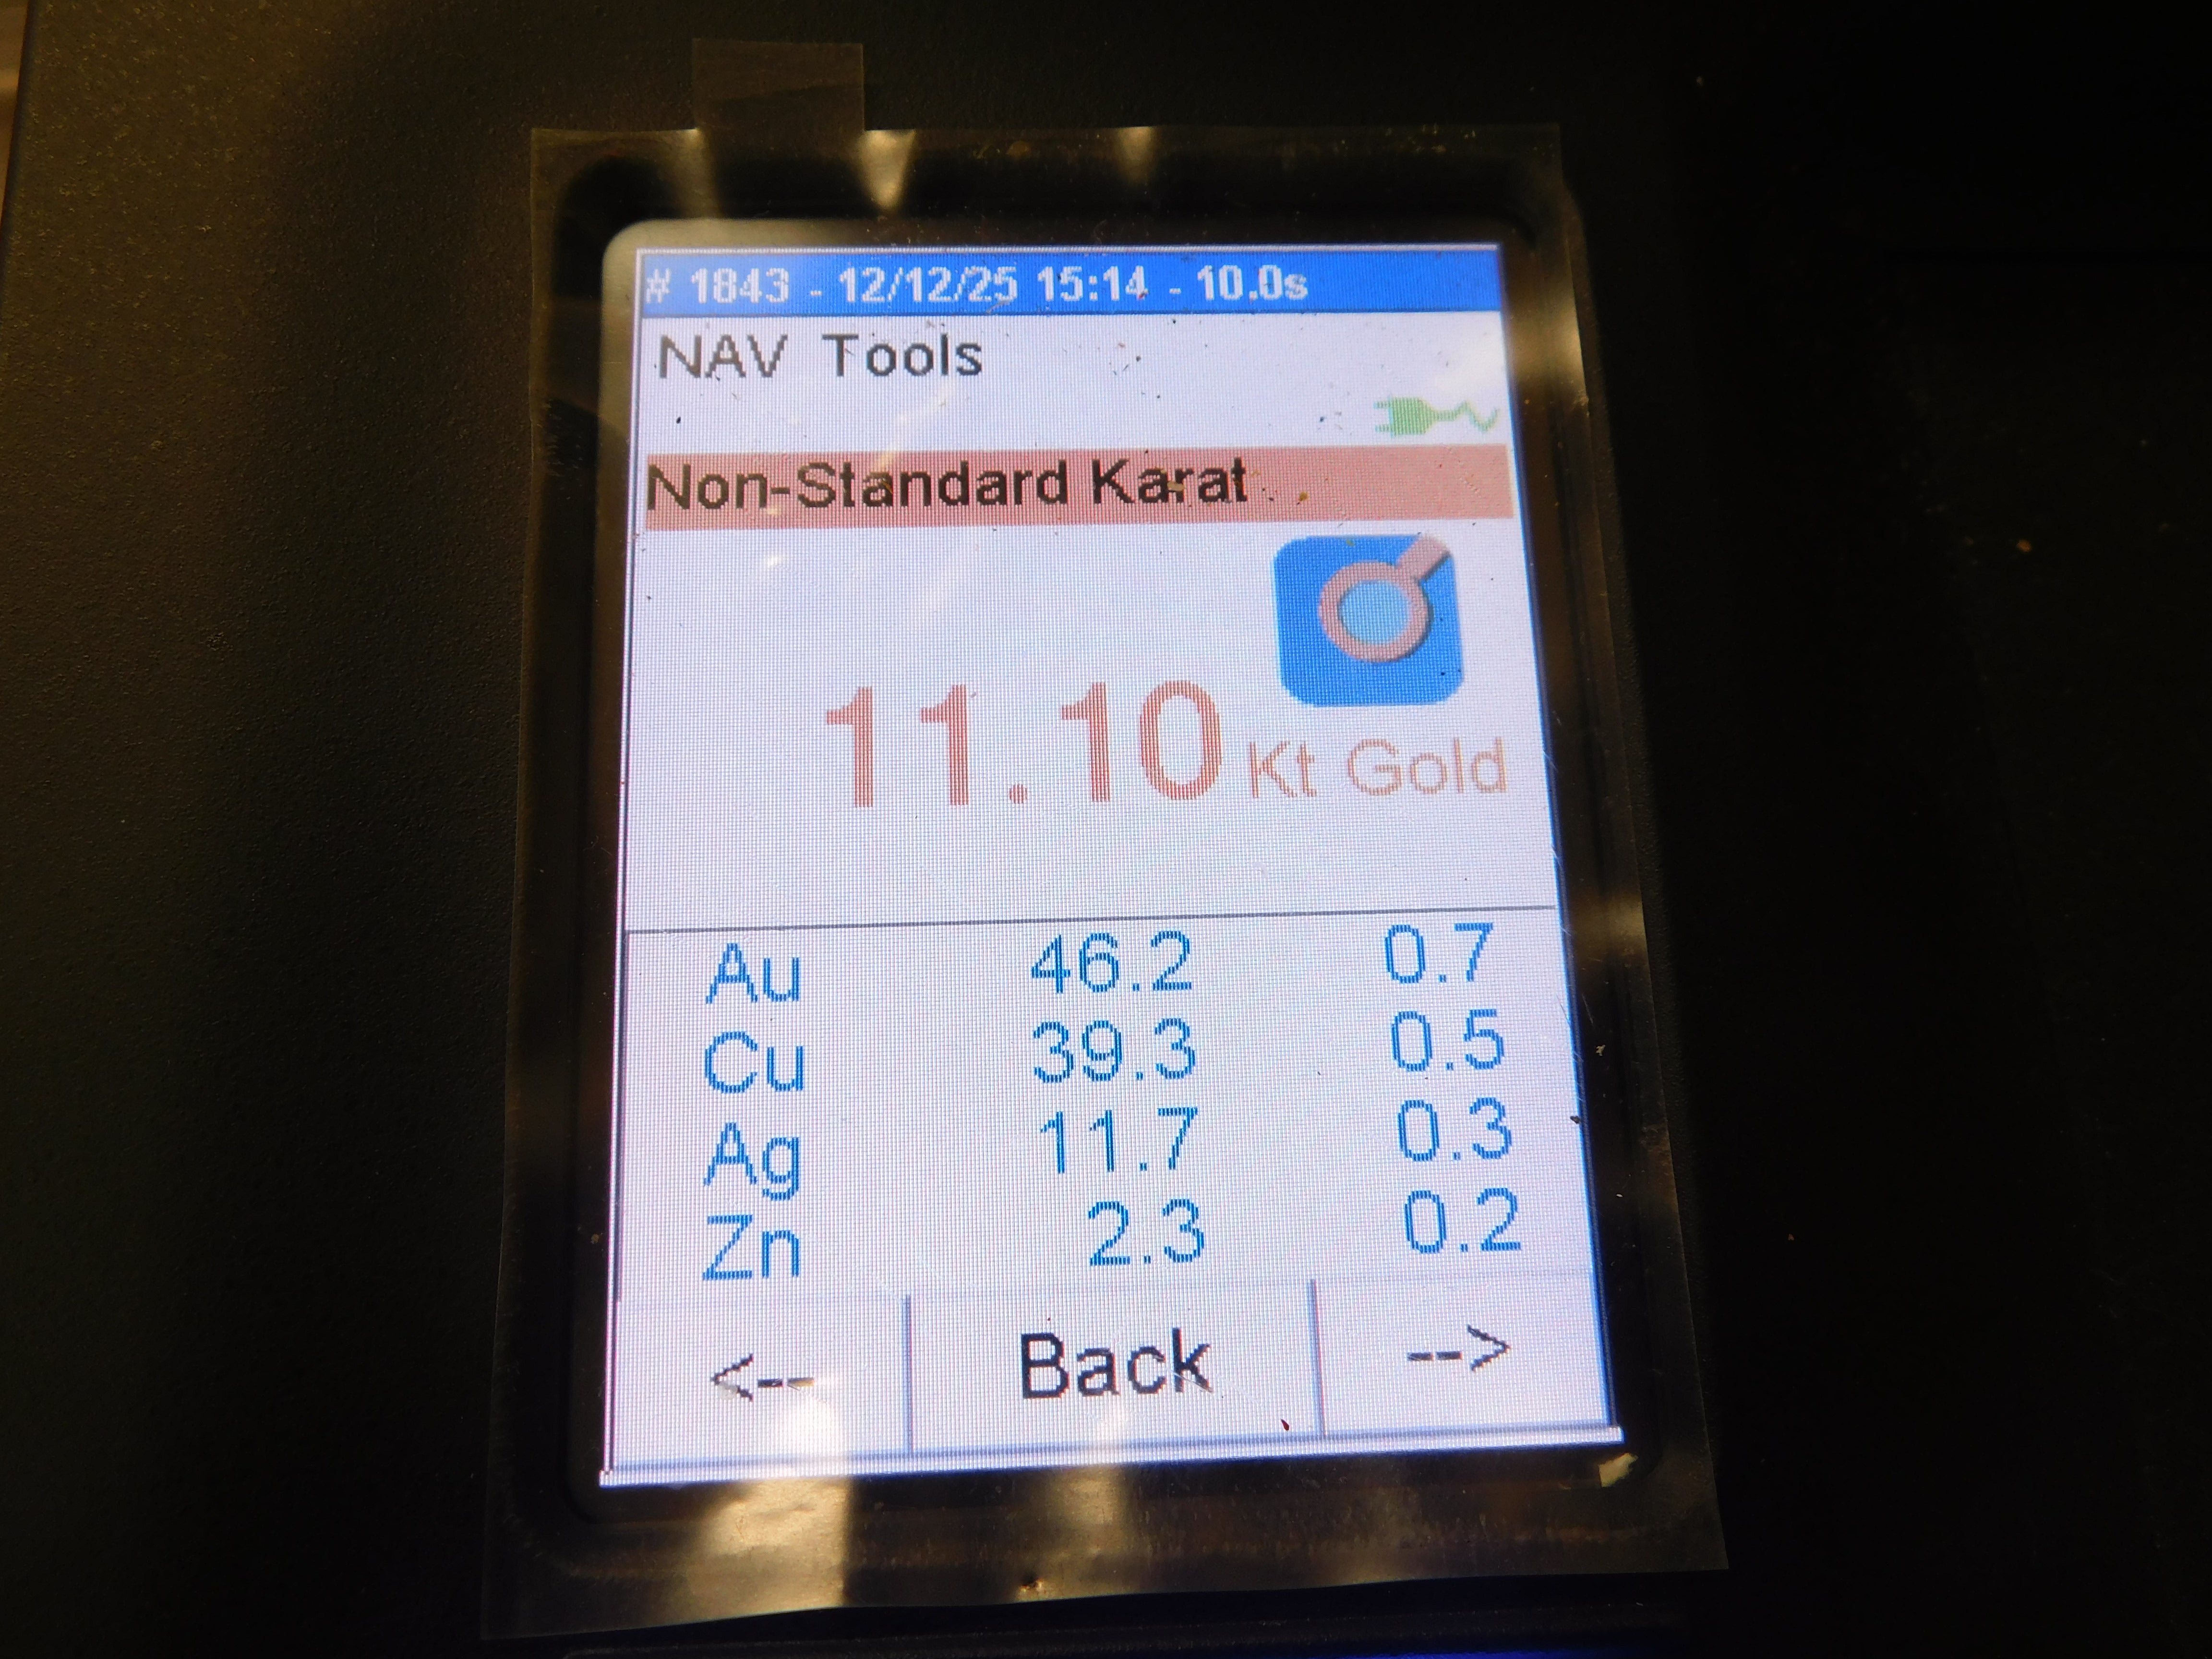 # 1843 - 12/12/25 15:14 - 10.0s
NAV Tools
Non-Standard Karat
11.10 Kt Gold
Au 46.2 0.7
Cu 39.3 0.5
Ag 11.7 0.3
Zn 2.3 0.2
<-- Back -->